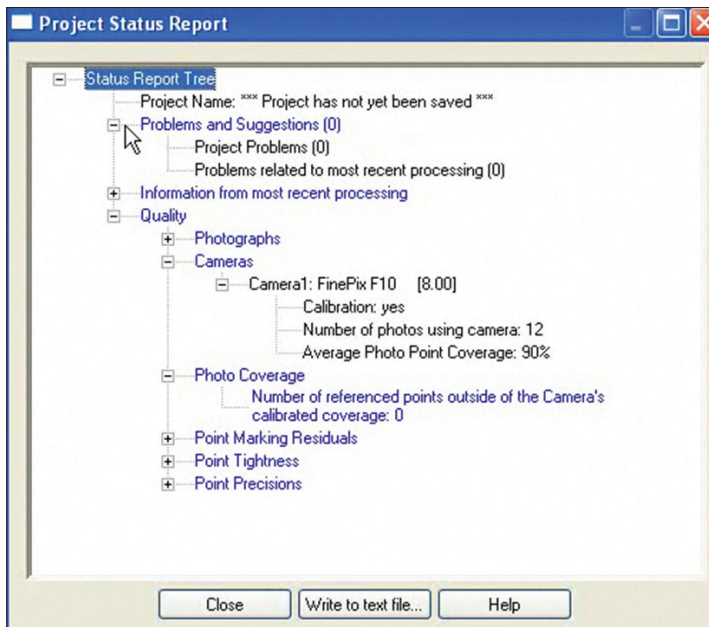 Project Status Report
Status Report Tree
Project Name: *** Project has not yet been saved ***
Problems and Suggestions (0)
Project Problems (0)
Problems related to most recent processing (0)
Information from most recent processing
Quality
Photographs
Cameras
Camera1: FinePix F10 [8.00]
Calibration: yes
Number of photos using camera: 12
Average Photo Point Coverage: 90%
Photo Coverage
Number of referenced points outside of the Camera's
calibrated coverage: 0
Point Marking Residuals
Point Tightness
Point Precisions
Close Write to text file... Help